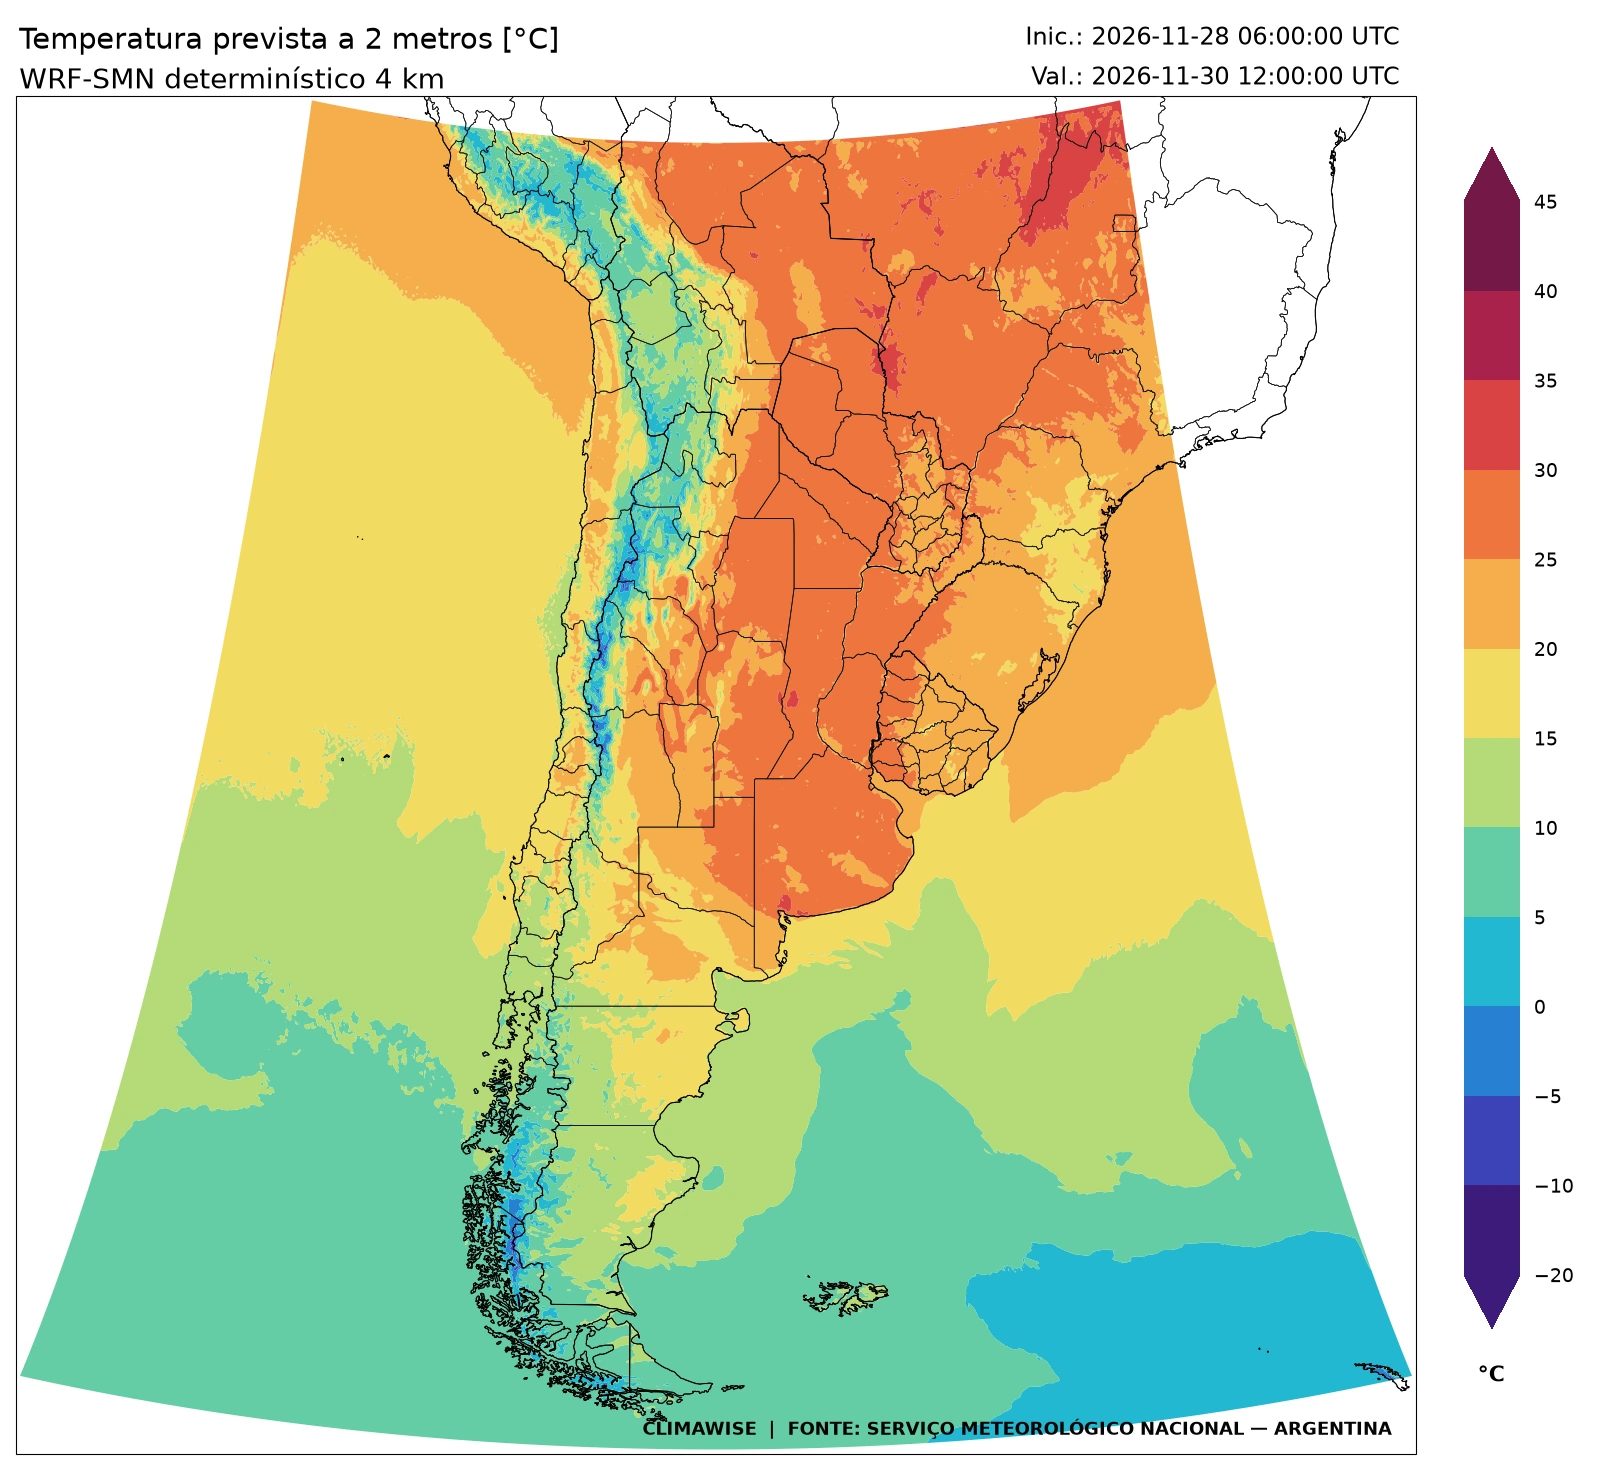 Temperatura prevista a 2 metros [°C]
WRF-SMN determinístico 4 km
Inic.: 2026-11-28 06:00:00 UTC
Val.: 2026-11-30 12:00:00 UTC
45
40
35
30
25
20
15
10
5
0
−5
−10
−20
°C
CLIMAWISE | FONTE: SERVIÇO METEOROLÓGICO NACIONAL — ARGENTINA